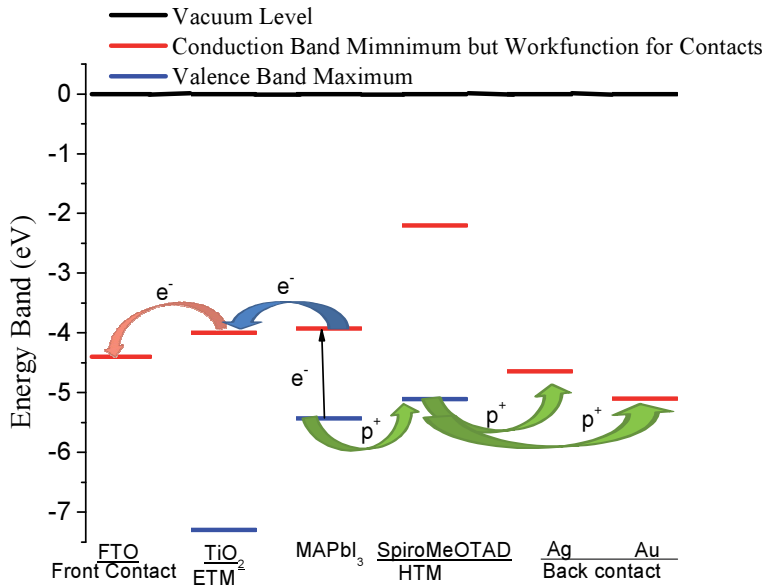 Vacuum Level
Conduction Band Mimnimum but Workfunction for Contacts
Valence Band Maximum
Energy Band (eV)
0
-1
-2
-3
-4
-5
-6
-7
e-
e-
e-
p+
p+
p+
FTO TiO2 MAPbI3 SpiroMeOTAD Ag Au
Front Contact ETM HTM Back contact